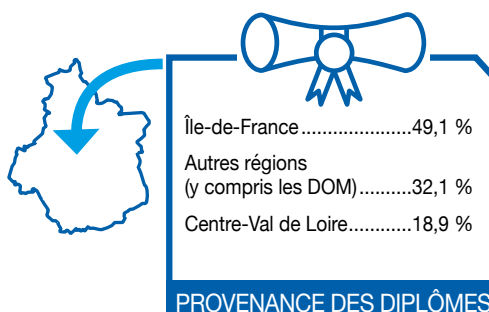 Île-de-France.....................49,1 %
Autres régions
(y compris les DOM)..........32,1 %
Centre-Val de Loire............18,9 %
PROVENANCE DES DIPLÔMES